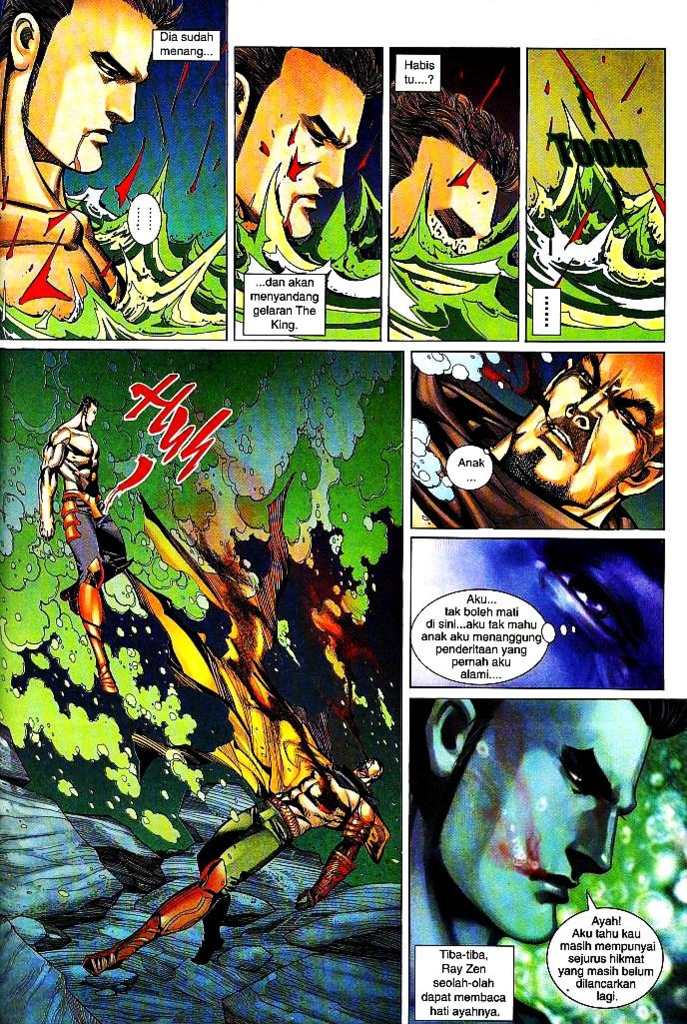 Dia sudah
menang...
.....
...dan akan
menyandang
gelaran The
King.
Habis
tu....?
Toom
......
Huh
Anak
...
Aku...
tak boleh mati
di sini...aku tak mahu
anak aku menanggung
penderitaan yang
pernah aku
alami....
Tiba-tiba,
Ray Zen
seolah-olah
dapat membaca
hati ayahnya.
Ayah!
Aku tahu kau
masih mempunyai
sejurus hikmat
yang masih belum
dilancarkan
lagi.